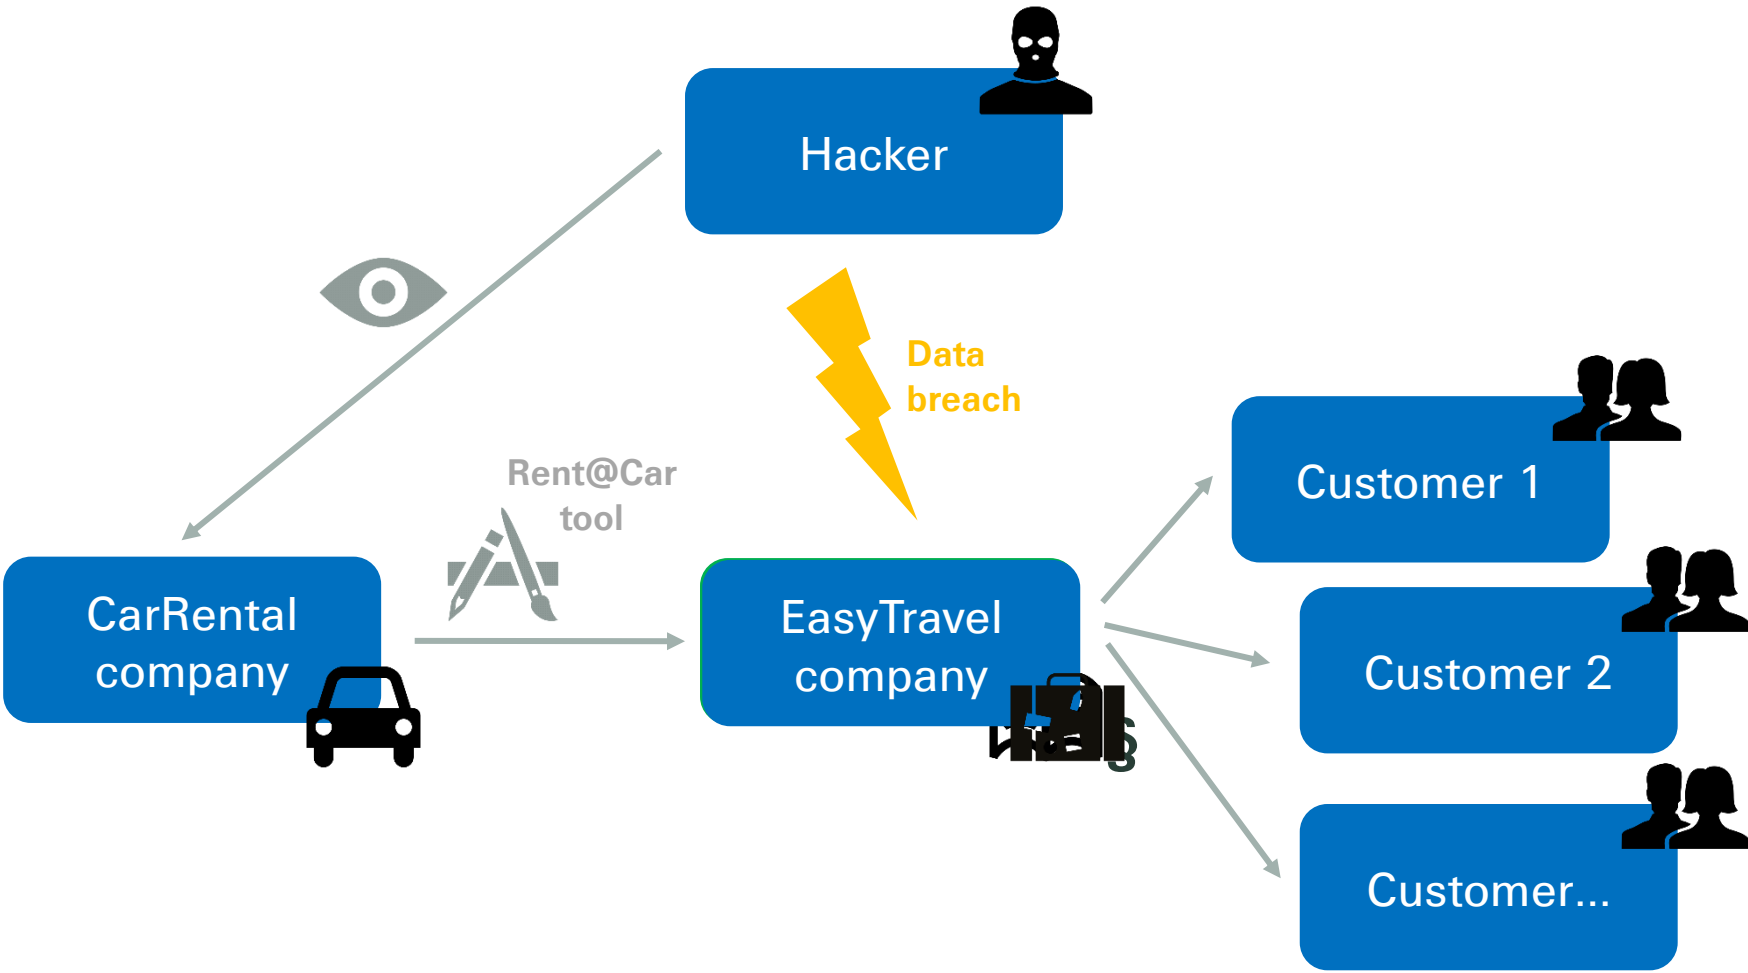 Hacker
Data
breach
Rent@Car
tool
CarRental
company
EasyTravel
company
Customer 1
Customer 2
Customer...